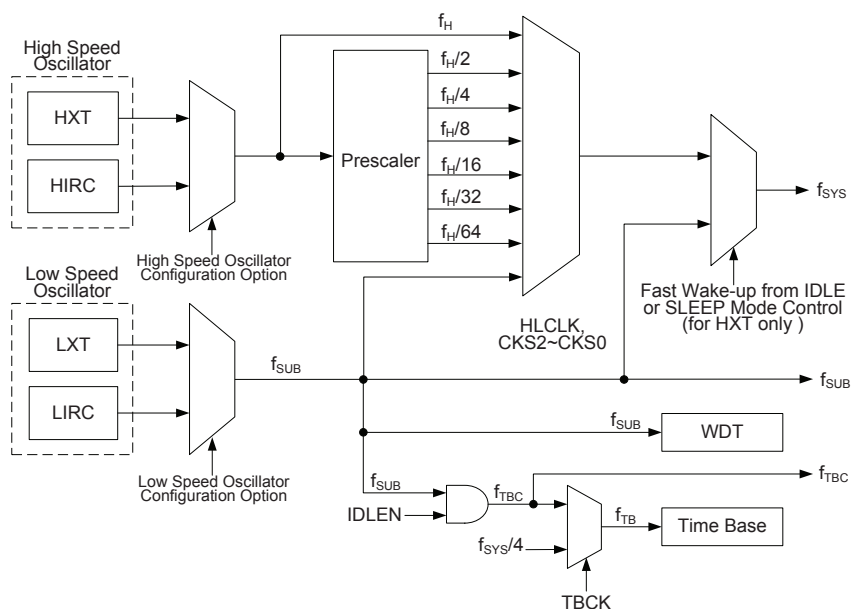 High Speed
Oscillator
HXT
HIRC
High Speed Oscillator
Configuration Option
f_H
Prescaler
f_H/2
f_H/4
f_H/8
f_H/16
f_H/32
f_H/64
HLCLK,
CKS2~CKS0
f_SYS
Fast Wake-up from IDLE
or SLEEP Mode Control
(for HXT only )
Low Speed
Oscillator
LXT
LIRC
Low Speed Oscillator
Configuration Option
f_SUB
f_SUB
f_SUB
WDT
f_SUB
IDLEN
f_TBC
f_TBC
f_SYS/4
f_TB
Time Base
TBCK